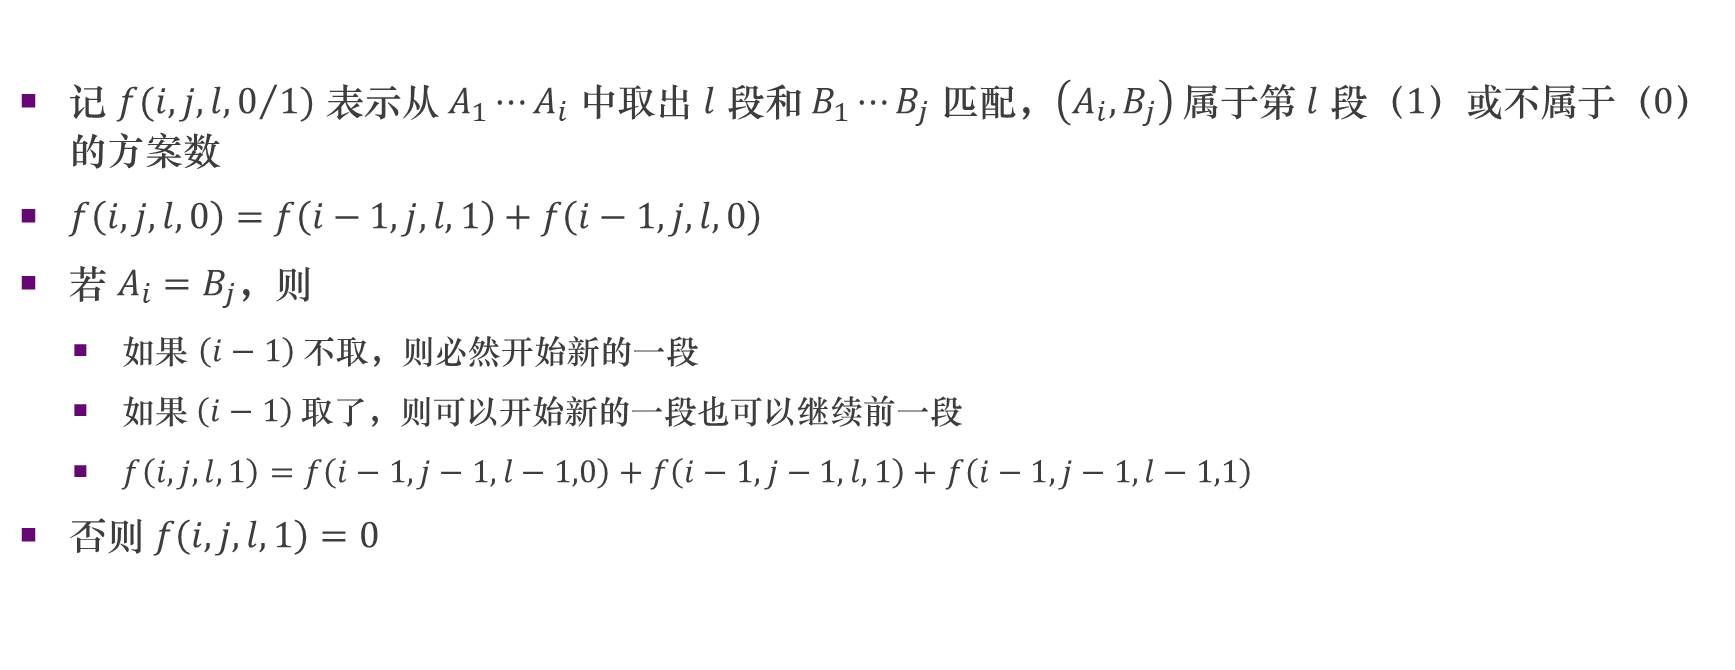 ▪ 记 f(i, j, l, 0/1) 表示从 A₁ ⋯ Aᵢ 中取出 l 段和 B₁ ⋯ Bⱼ 匹配，(Aᵢ, Bⱼ) 属于第 l 段（1）或不属于（0）
的方案数
▪ f(i, j, l, 0) = f(i − 1, j, l, 1) + f(i − 1, j, l, 0)
▪ 若 Aᵢ = Bⱼ，则
▪ 如果 (i − 1) 不取，则必然开始新的一段
▪ 如果 (i − 1) 取了，则可以开始新的一段也可以继续前一段
▪ f(i, j, l, 1) = f(i − 1, j − 1, l − 1,0) + f(i − 1, j − 1, l, 1) + f(i − 1, j − 1, l − 1,1)
▪ 否则 f(i, j, l, 1) = 0